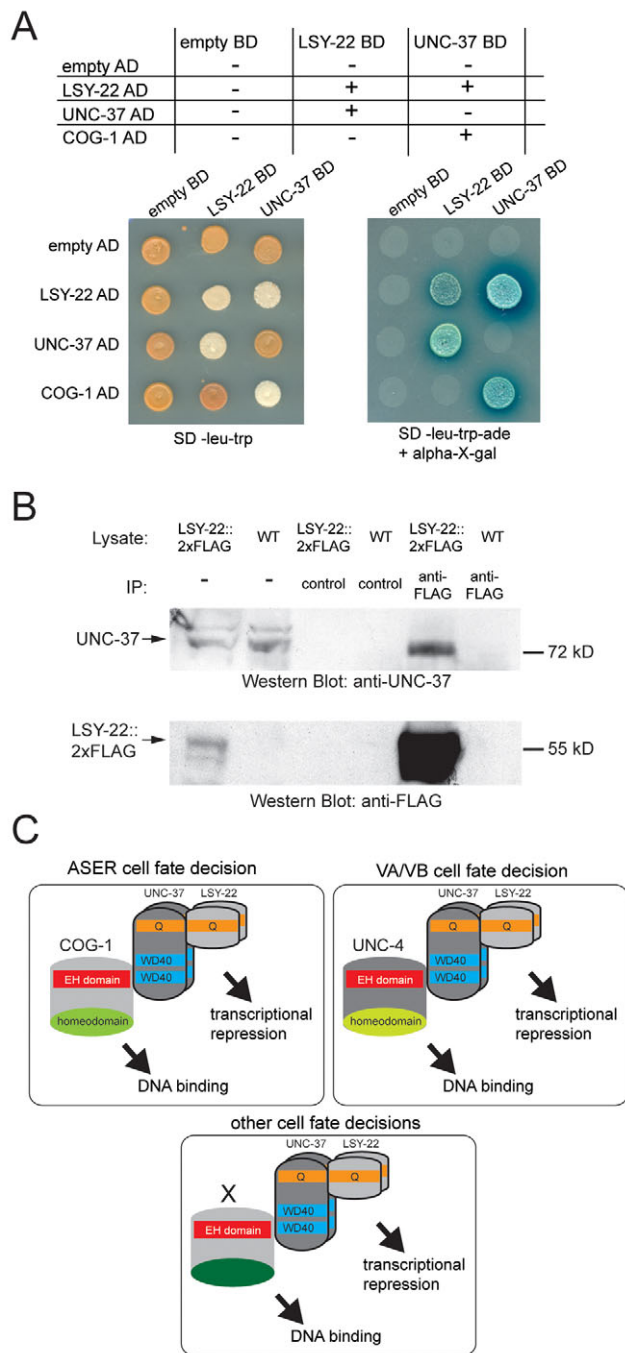 A
empty BD LSY-22 BD UNC-37 BD
empty AD - - -
LSY-22 AD - + +
UNC-37 AD - + -
COG-1 AD - - +
empty BD LSY-22 BD UNC-37 BD
empty BD LSY-22 BD UNC-37 BD
empty AD
LSY-22 AD
UNC-37 AD
COG-1 AD
SD -leu-trp
SD -leu-trp-ade
+ alpha-X-gal
B
Lysate: LSY-22:: 2xFLAG WT LSY-22:: 2xFLAG WT LSY-22:: 2xFLAG WT
IP: - - control control anti-FLAG anti-FLAG
UNC-37
72 kD
Western Blot: anti-UNC-37
LSY-22::
2xFLAG
55 kD
Western Blot: anti-FLAG
C
ASER cell fate decision
UNC-37 LSY-22
Q Q
COG-1
EH domain
WD40
WD40
homeodomain
transcriptional
repression
DNA binding
VA/VB cell fate decision
UNC-37 LSY-22
Q Q
UNC-4
EH domain
WD40
WD40
homeodomain
transcriptional
repression
DNA binding
other cell fate decisions
UNC-37 LSY-22
Q Q
X
EH domain
WD40
WD40
transcriptional
repression
DNA binding